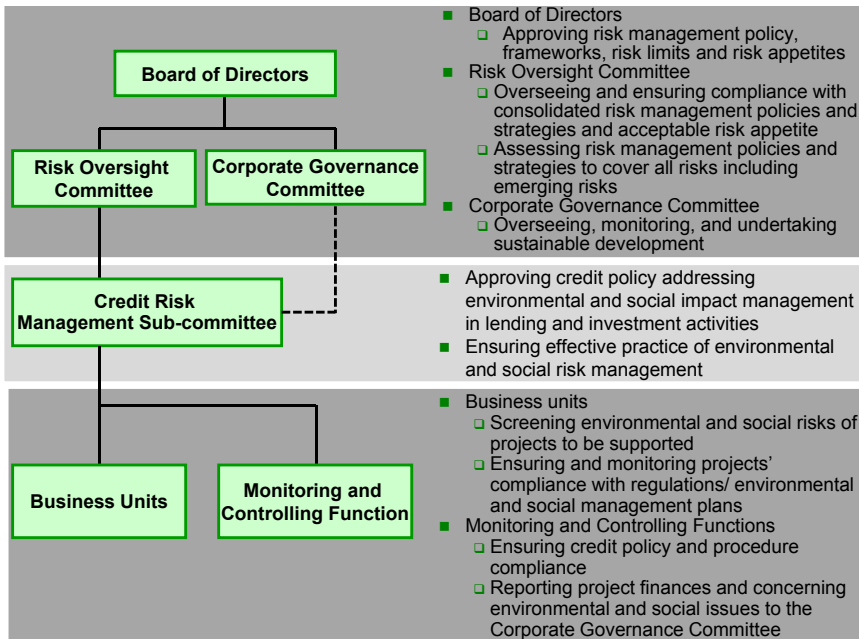 Board of Directors
Risk Oversight
Committee
Corporate Governance
Committee
Credit Risk
Management Sub-committee
Business Units
Monitoring and
Controlling Function
Board of Directors
Approving risk management policy,
frameworks, risk limits and risk appetites
Risk Oversight Committee
Overseeing and ensuring compliance with
consolidated risk management policies and
strategies and acceptable risk appetite
Assessing risk management policies and
strategies to cover all risks including
emerging risks
Corporate Governance Committee
Overseeing, monitoring, and undertaking
sustainable development
Approving credit policy addressing
environmental and social impact management
in lending and investment activities
Ensuring effective practice of environmental
and social risk management
Business units
Screening environmental and social risks of
projects to be supported
Ensuring and monitoring projects'
compliance with regulations/ environmental
and social management plans
Monitoring and Controlling Functions
Ensuring credit policy and procedure
compliance
Reporting project finances and concerning
environmental and social issues to the
Corporate Governance Committee